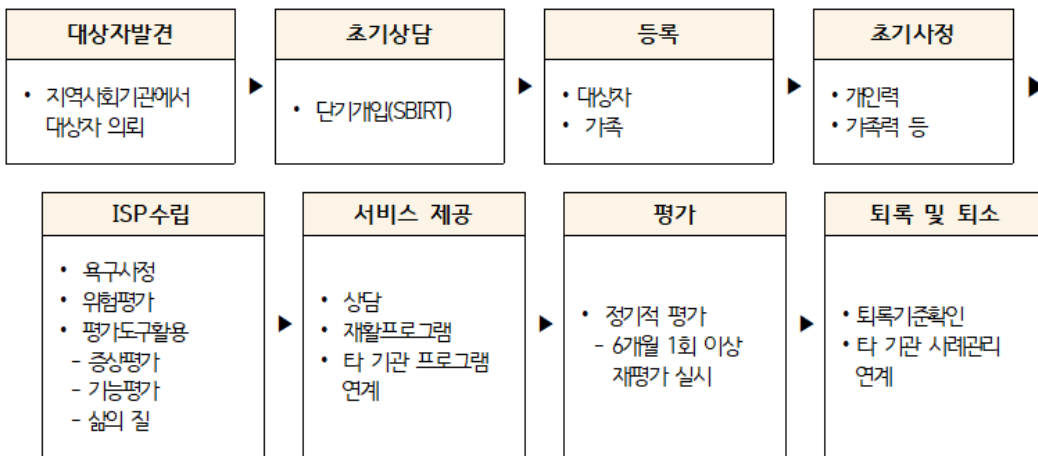 대상자발견
• 지역사회기관에서
대상자 의뢰
▶
초기상담
• 단기개입(SBIRT)
▶
등록
• 대상자
• 가족
▶
초기사정
• 개인력
• 가족력 등
▶
ISP수립
• 욕구사정
• 위험평가
• 평가도구활용
- 증상평가
- 기능평가
- 삶의 질
▶
서비스 제공
• 상담
• 재활프로그램
• 타 기관 프로그램
연계
▶
평가
• 정기적 평가
- 6개월 1회 이상
재평가 실시
▶
퇴록 및 퇴소
• 퇴록기준확인
• 타 기관 사례관리
연계